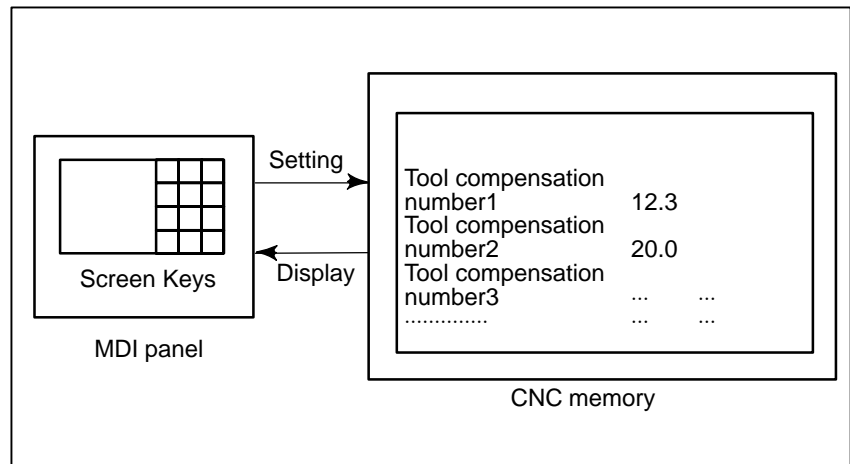 Setting
Display
Screen Keys
MDI panel
Tool compensation
number1 12.3
Tool compensation
number2 20.0
Tool compensation
number3 ... ...
.............. ... ...
CNC memory